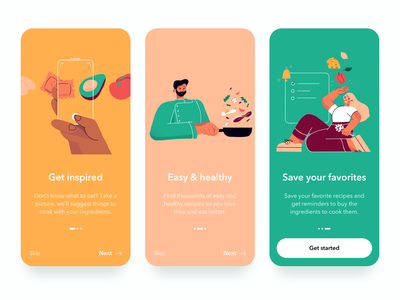 Get inspired
Don't know what to eat? Take a
picture, we'll suggest things to
cook with your ingredients.
Skip
Next →
Easy & healthy
Find thousands of easy and
healthy recipes so you save
time and eat better.
Skip
Next →
Save your favorites
Save your favorite recipes and
get reminders to buy the
ingredients to cook them.
Get started